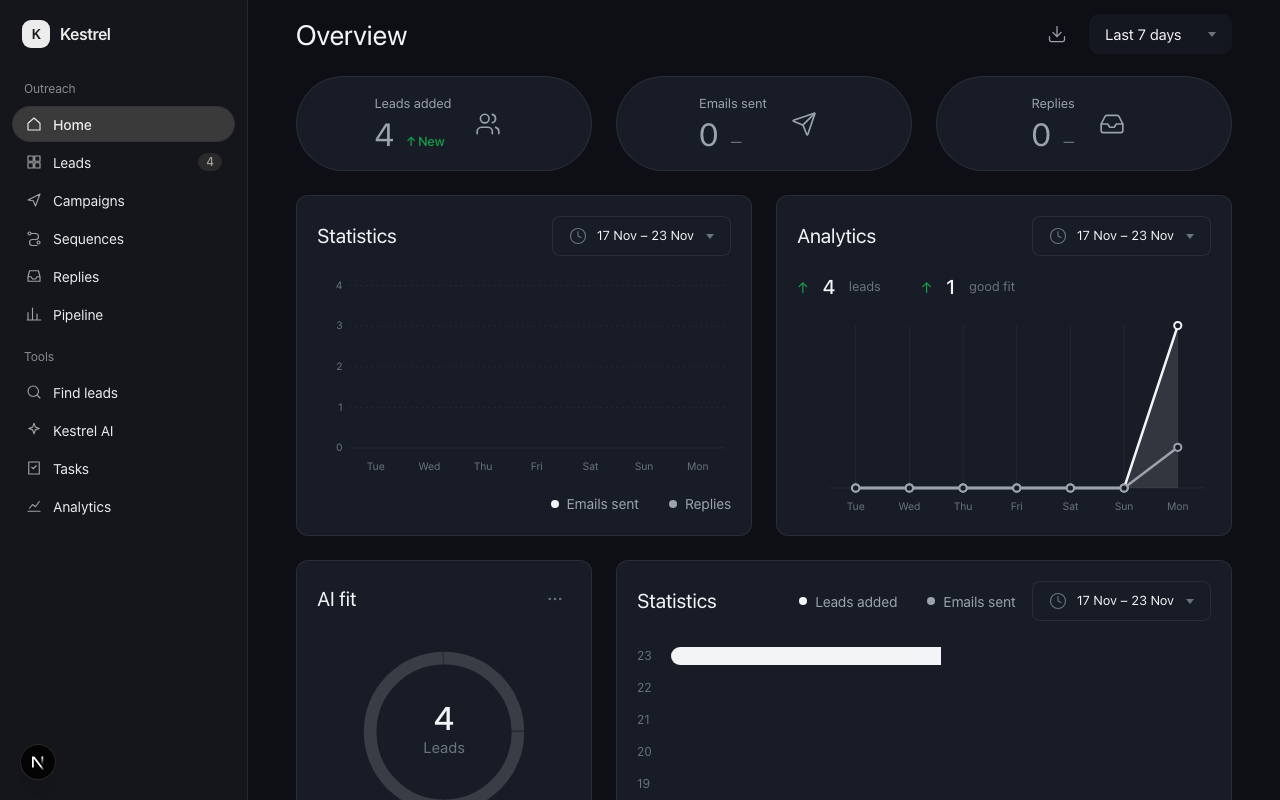 K Kestrel
Outreach
Home
Leads 4
Campaigns
Sequences
Replies
Pipeline
Tools
Find leads
Kestrel AI
Tasks
Analytics
N
Overview
Last 7 days
Leads added
4 ↑ New
Emails sent
0 –
Replies
0 –
Statistics
17 Nov – 23 Nov
4
3
2
1
0
Tue Wed Thu Fri Sat Sun Mon
Emails sent Replies
Analytics
17 Nov – 23 Nov
↑ 4 leads ↑ 1 good fit
Tue Wed Thu Fri Sat Sun Mon
AI fit
4
Leads
Statistics
Leads added Emails sent
17 Nov – 23 Nov
23
22
21
20
19